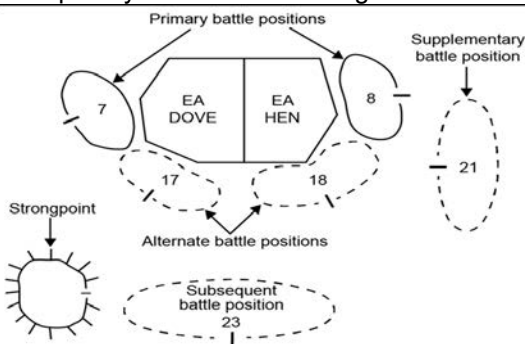 Primary battle positions
Supplementary
battle position
7
EA
DOVE
EA
HEN
8
17
18
21
Strongpoint
Alternate battle positions
Subsequent
battle position
23